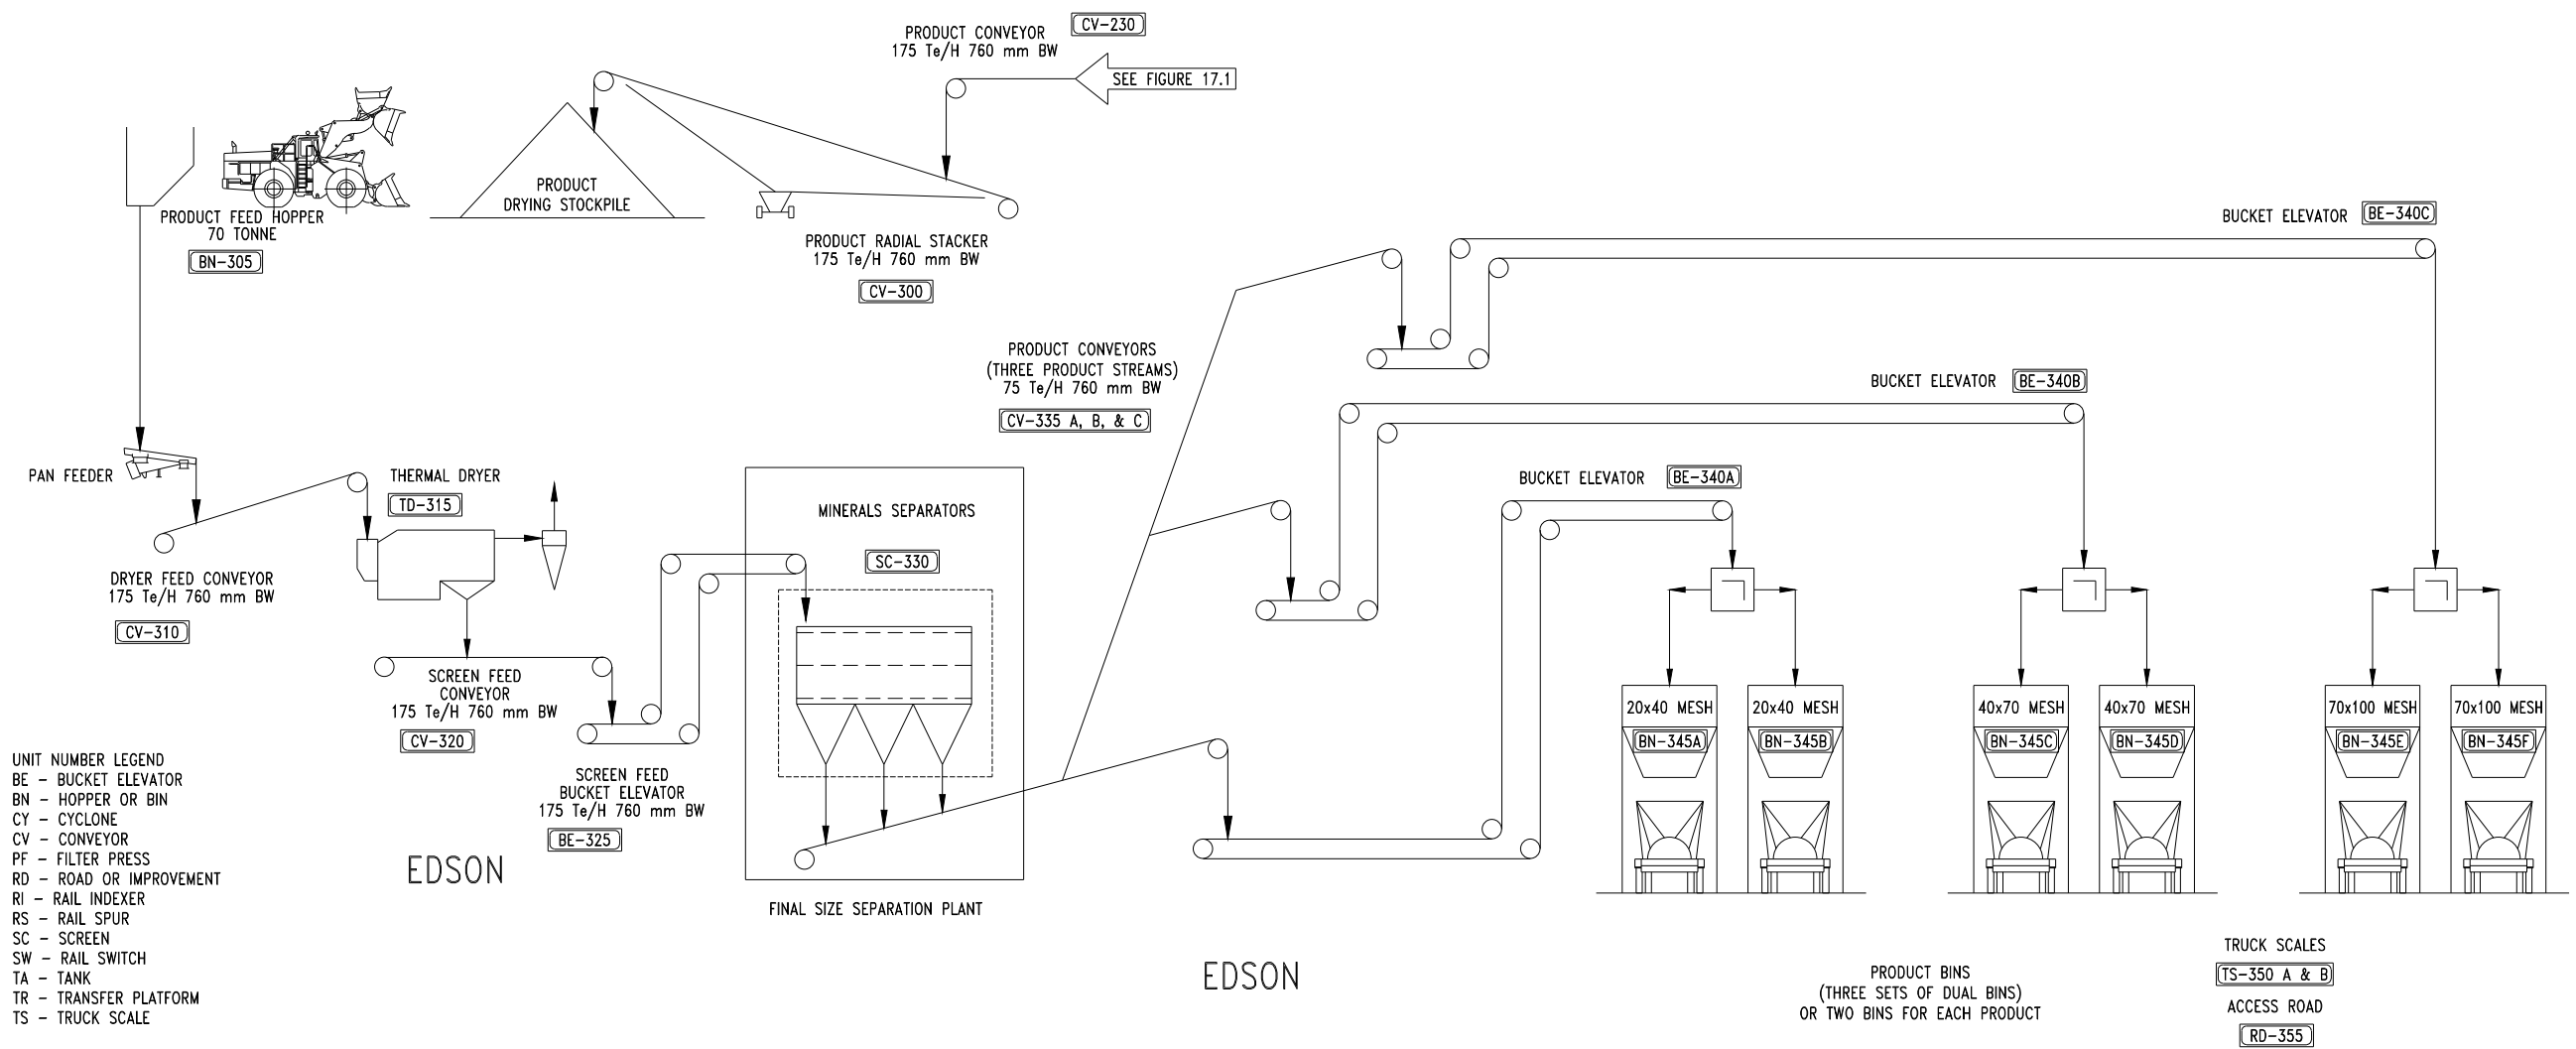 PRODUCT CONVEYOR
175 Te/H 760 mm BW
CV-230
SEE FIGURE 17.1
PRODUCT FEED HOPPER
70 TONNE
BN-305
PRODUCT
DRYING STOCKPILE
PRODUCT RADIAL STACKER
175 Te/H 760 mm BW
CV-300
BUCKET ELEVATOR
BE-340C
PRODUCT CONVEYORS
(THREE PRODUCT STREAMS)
75 Te/H 760 mm BW
CV-335 A, B, & C
BUCKET ELEVATOR
BE-340B
BUCKET ELEVATOR
BE-340A
PAN FEEDER
THERMAL DRYER
TD-315
DRYER FEED CONVEYOR
175 Te/H 760 mm BW
CV-310
MINERALS SEPARATORS
SC-330
SCREEN FEED
CONVEYOR
175 Te/H 760 mm BW
CV-320
SCREEN FEED
BUCKET ELEVATOR
175 Te/H 760 mm BW
BE-325
20x40 MESH
BN-345A
20x40 MESH
BN-345B
40x70 MESH
BN-345C
40x70 MESH
BN-345D
70x100 MESH
BN-345E
70x100 MESH
BN-345F
UNIT NUMBER LEGEND
BE - BUCKET ELEVATOR
BN - HOPPER OR BIN
CY - CYCLONE
CV - CONVEYOR
PF - FILTER PRESS
RD - ROAD OR IMPROVEMENT
RI - RAIL INDEXER
RS - RAIL SPUR
SC - SCREEN
SW - RAIL SWITCH
TA - TANK
TR - TRANSFER PLATFORM
TS - TRUCK SCALE
EDSON
FINAL SIZE SEPARATION PLANT
EDSON
PRODUCT BINS
(THREE SETS OF DUAL BINS)
OR TWO BINS FOR EACH PRODUCT
TRUCK SCALES
TS-350 A & B
ACCESS ROAD
RD-355